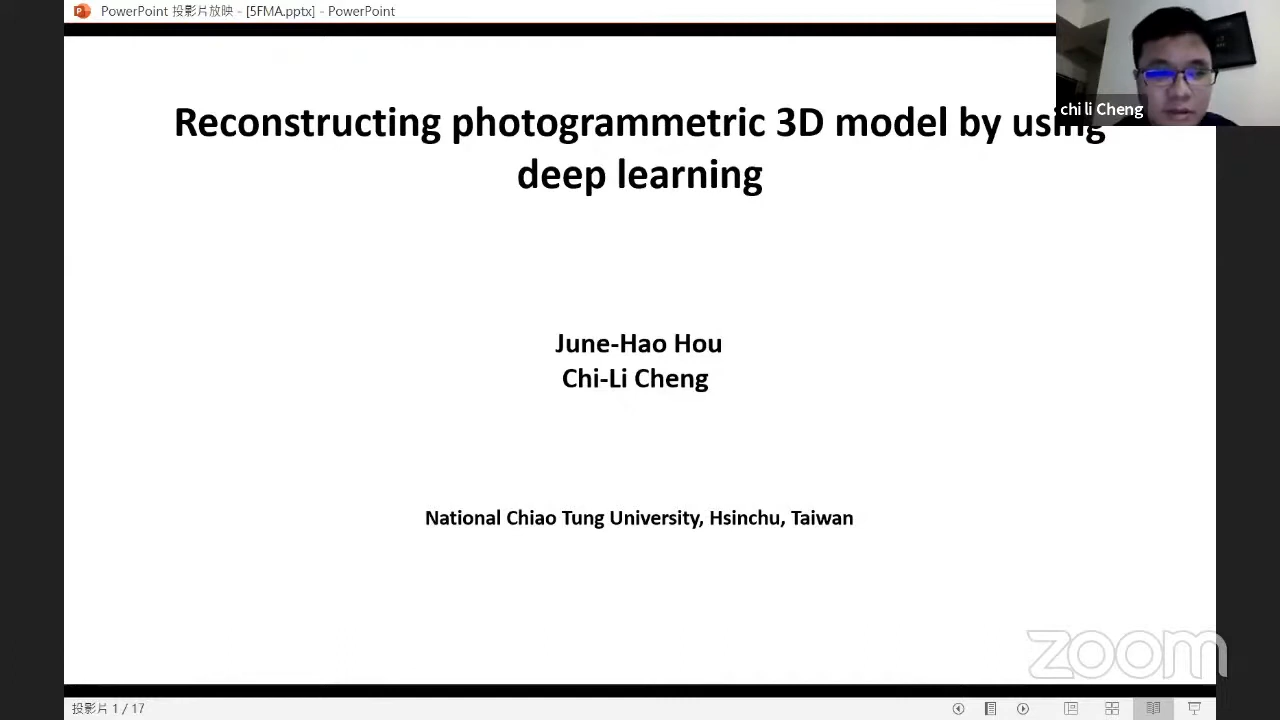 PowerPoint 投影片放映 - [5FMA.pptx] - PowerPoint
chi li Cheng
Reconstructing photogrammetric 3D model by using
deep learning
June-Hao Hou
Chi-Li Cheng
National Chiao Tung University, Hsinchu, Taiwan
zoom
投影片 1 / 17